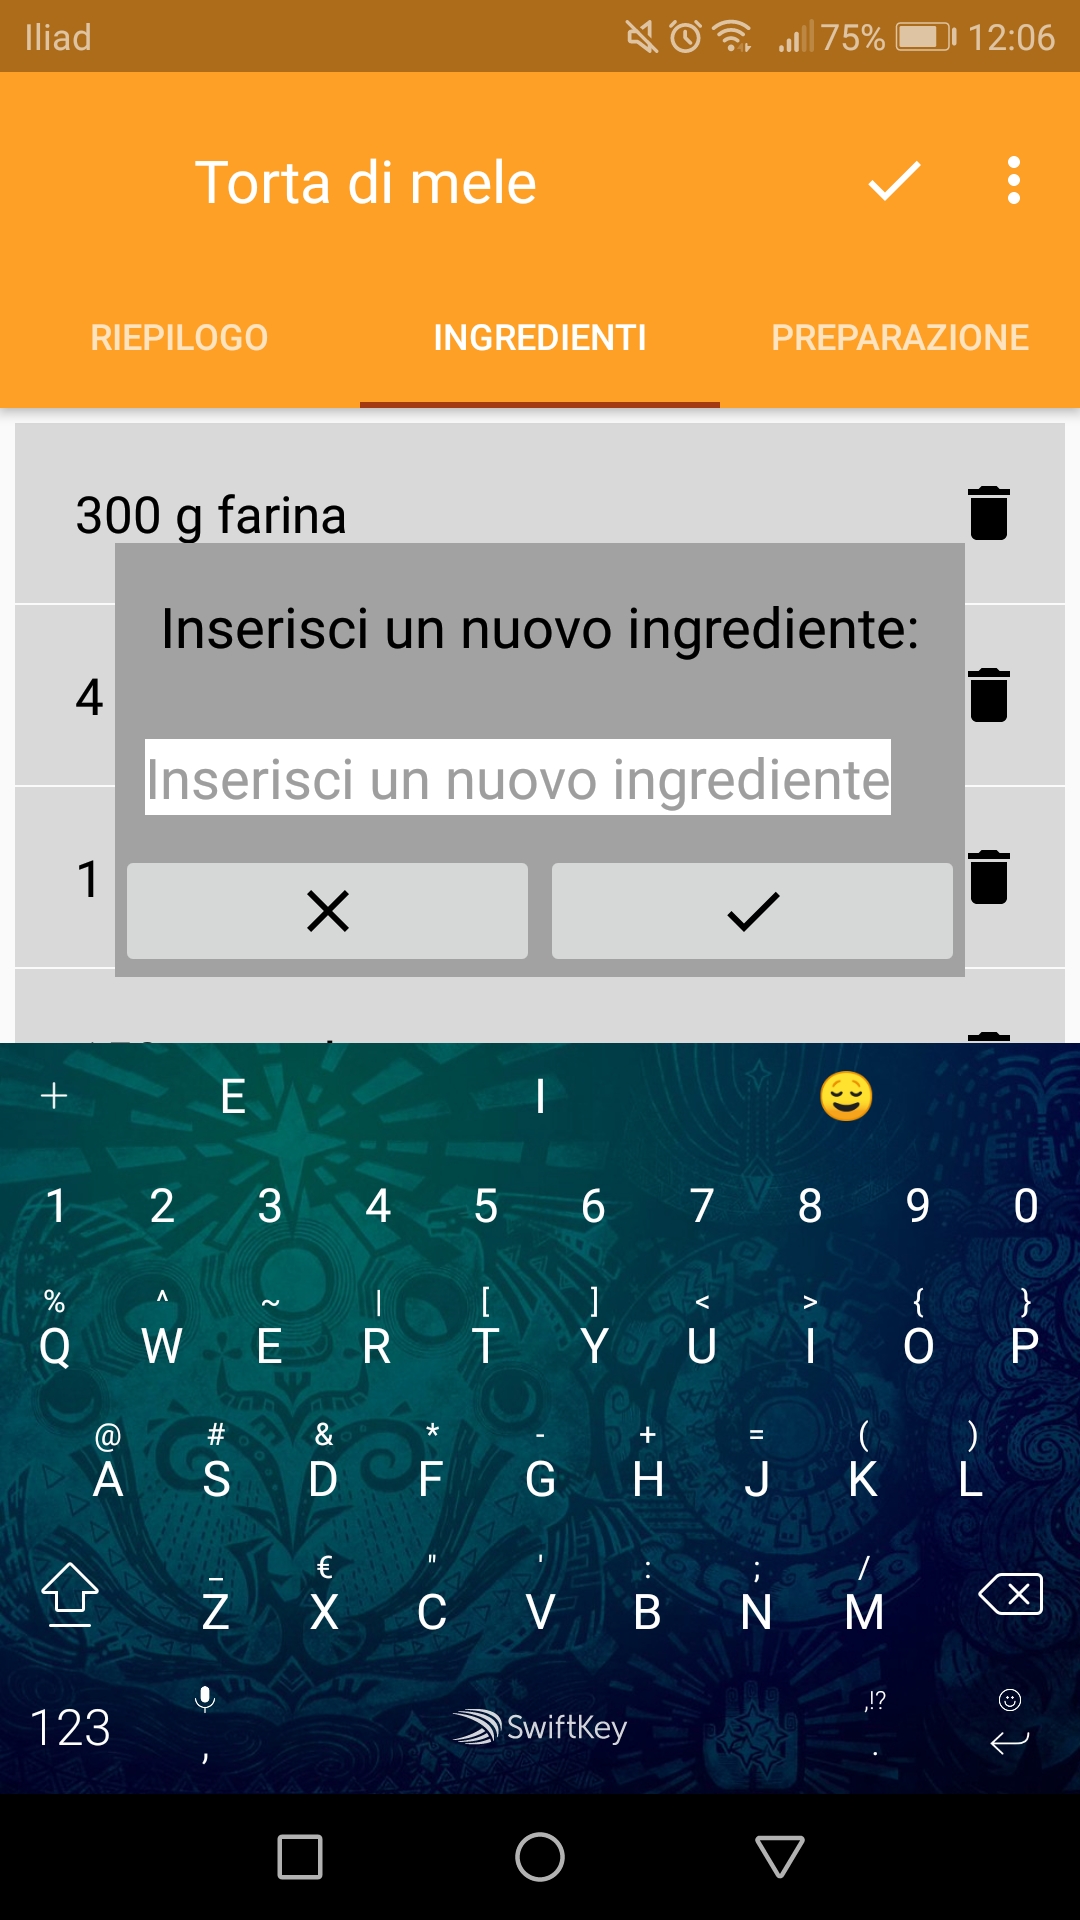 Iliad 75% 12:06
Torta di mele
RIEPILOGO INGREDIENTI PREPARAZIONE
300 g farina
Inserisci un nuovo ingrediente:
4
Inserisci un nuovo ingrediente
1
E I
1 2 3 4 5 6 7 8 9 0
% ^ ~ | [ ] < > { }
Q W E R T Y U I O P
@ # & * - + = ( )
A S D F G H J K L
_ € " ' : ; /
Z X C V B N M
,!?
123 , SwiftKey .